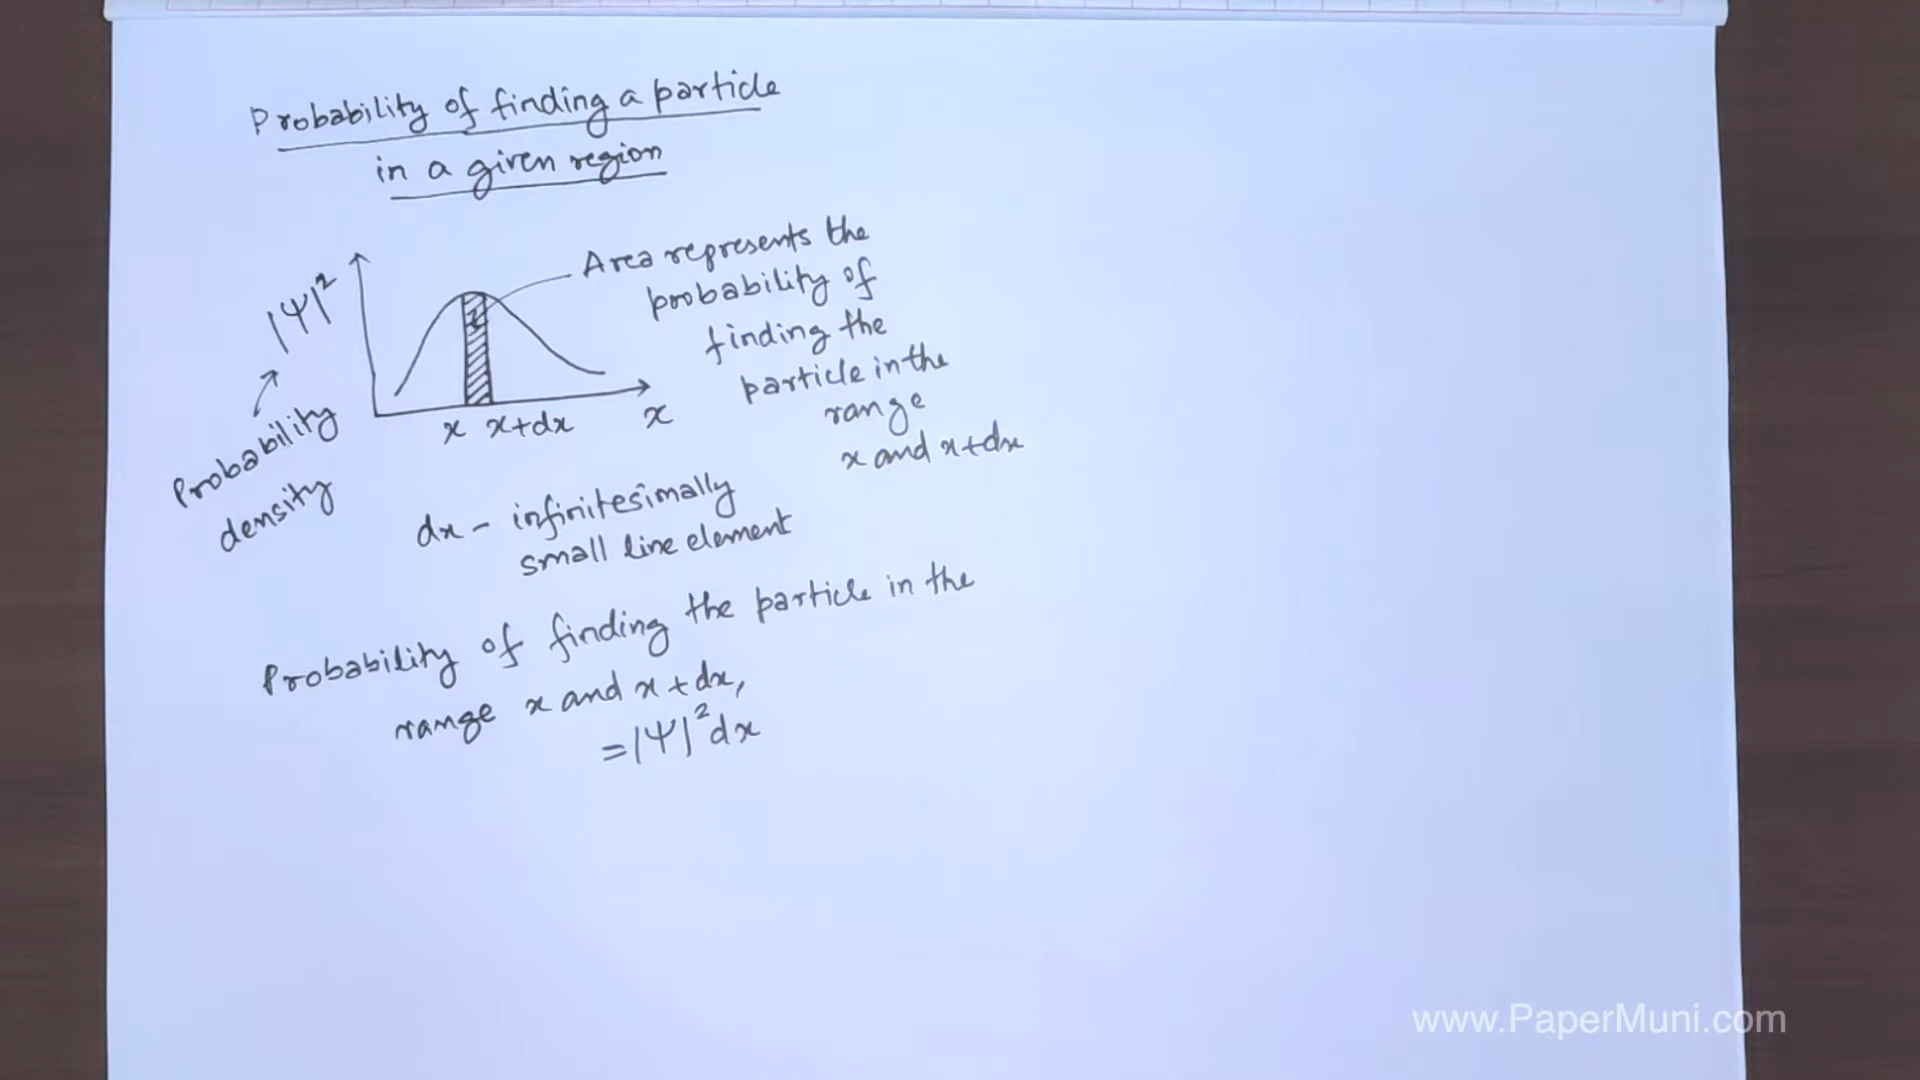 Probability of finding a particle
in a given region
|Ψ|²
Probability
density
x x+dx
x
Area represents the
probability of
finding the
particle in the
range
x and x+dx
dx - infinitesimally
small line element
Probability of finding the particle in the
range x and x+dx,
=|Ψ|²dx
www.PaperMuni.com